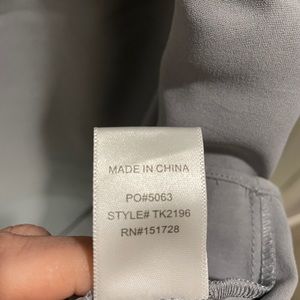 MADE IN CHINA
PO#5063
STYLE# TK2196
RN#151728